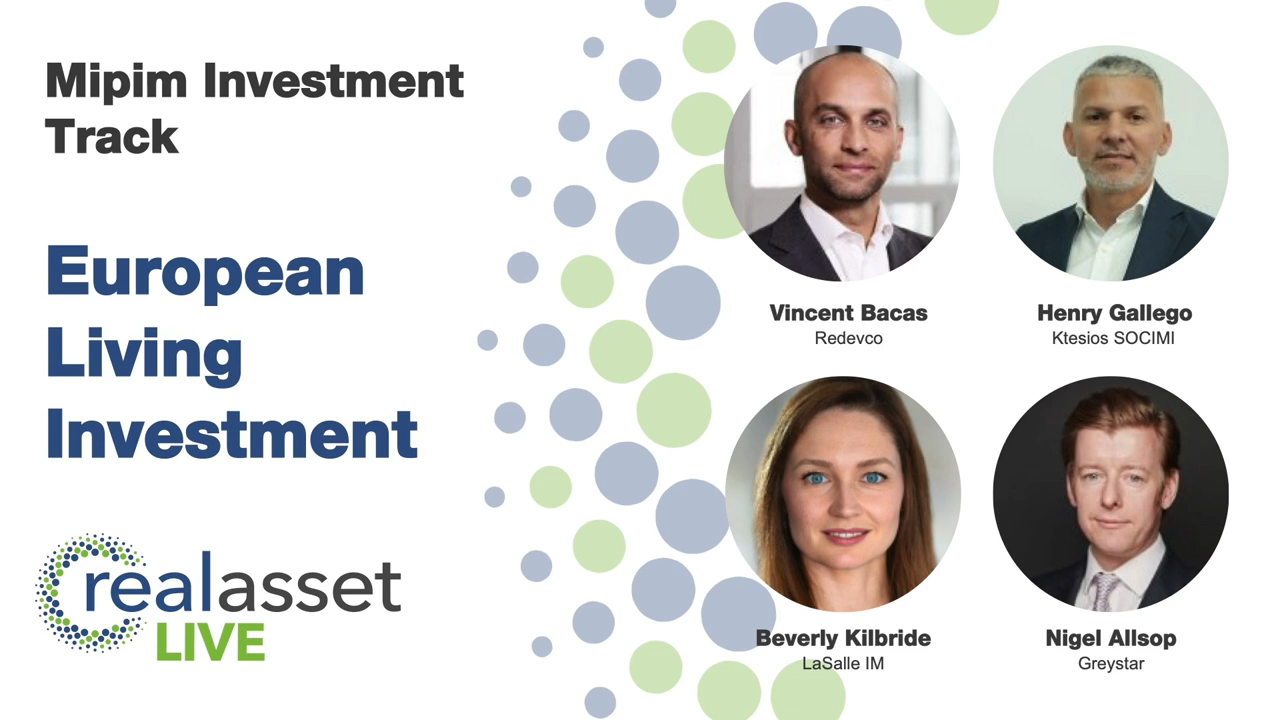 Mipim Investment
Track
European
Living
Investment
realasset
LIVE
Vincent Bacas
Redevco
Henry Gallego
Ktesios SOCIMI
Beverly Kilbride
LaSalle IM
Nigel Allsop
Greystar